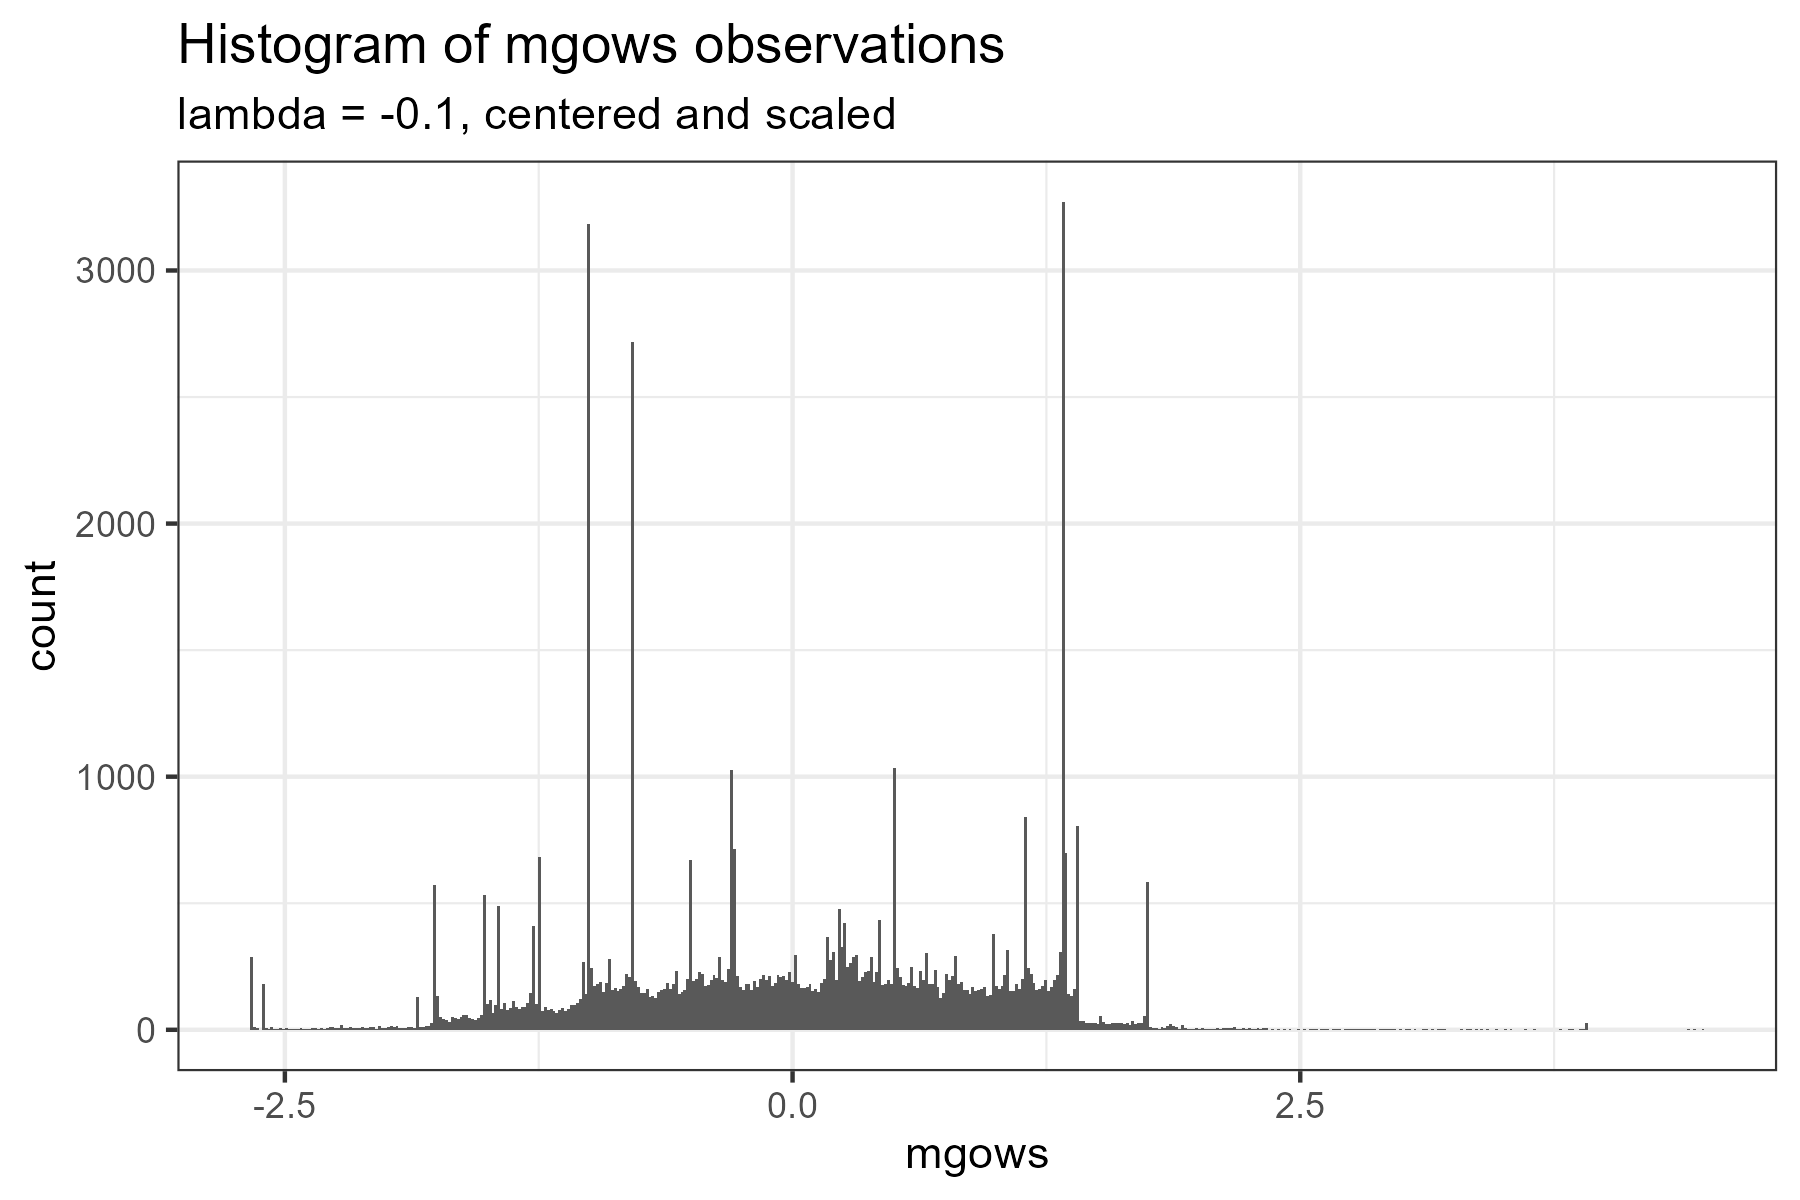 Histogram of mgows observations
lambda = -0.1, centered and scaled
3000
2000
1000
0
count
-2.5
0.0
2.5
mgows